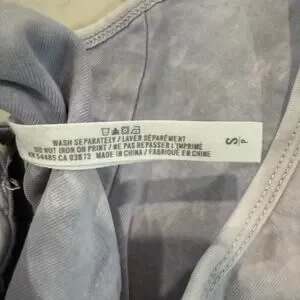 WASH SEPARATELY / LAVER SÉPARÉMENT
DO NOT IRON ON PRINT / NE PAS REPASSER L'IMPRIMÉ
RN 54485 CA 03873 MADE IN CHINA / FABRIQUÉ EN CHINE
S/P